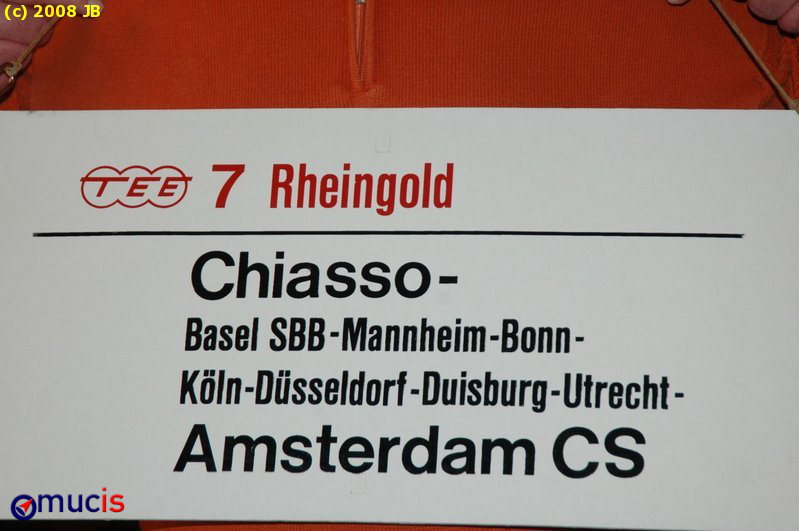 (c) 2008 JB
TEE 7 Rheingold
Chiasso-
Basel SBB-Mannheim-Bonn-
Köln-Düsseldorf-Duisburg-Utrecht-
Amsterdam CS
mucis